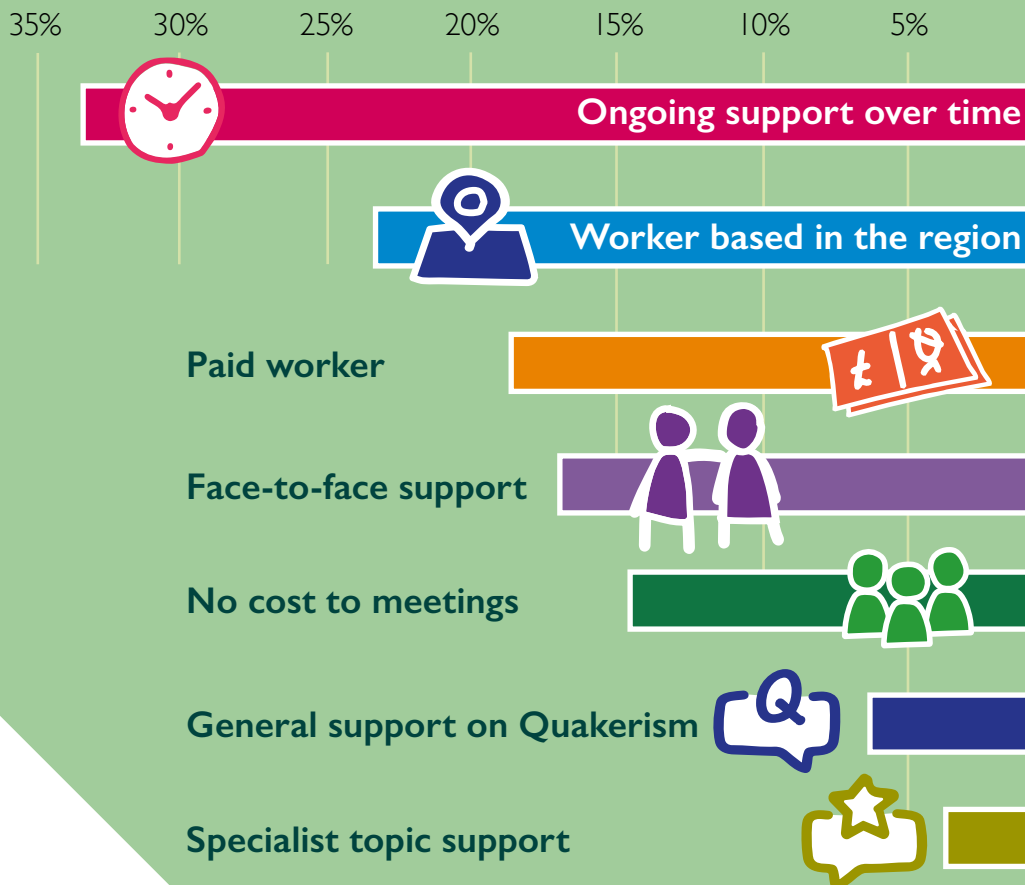 35% 30% 25% 20% 15% 10% 5%
Ongoing support over time
Worker based in the region
Paid worker
£
Face-to-face support
No cost to meetings
General support on Quakerism
Q
Specialist topic support